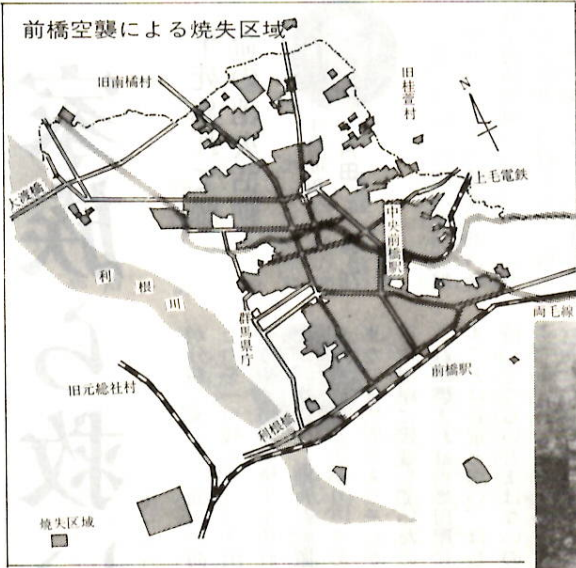 前橋空襲による焼失区域
旧南橘村
旧桂萱村
N
上毛電鉄
大渡橋
中央前橋駅
利根川
群馬県庁
両毛線
前橋駅
旧元総社村
利根橋
焼失区域